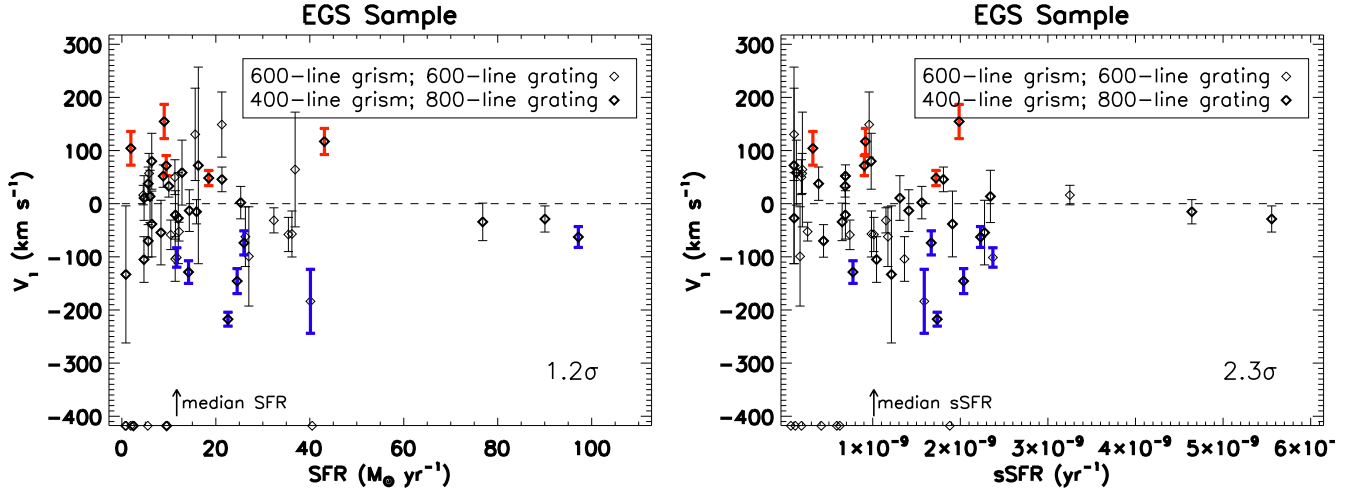 EGS Sample
300
200
100
0
−100
−200
−300
−400
V₁ (km s⁻¹)
600−line grism; 600−line grating
400−line grism; 800−line grating
1.2σ
median SFR
0 20 40 60 80 100
SFR (M⊙ yr⁻¹)
EGS Sample
300
200
100
0
−100
−200
−300
−400
V₁ (km s⁻¹)
600−line grism; 600−line grating
400−line grism; 800−line grating
2.3σ
median sSFR
1×10⁻⁹ 2×10⁻⁹ 3×10⁻⁹ 4×10⁻⁹ 5×10⁻⁹ 6×10⁻
sSFR (yr⁻¹)